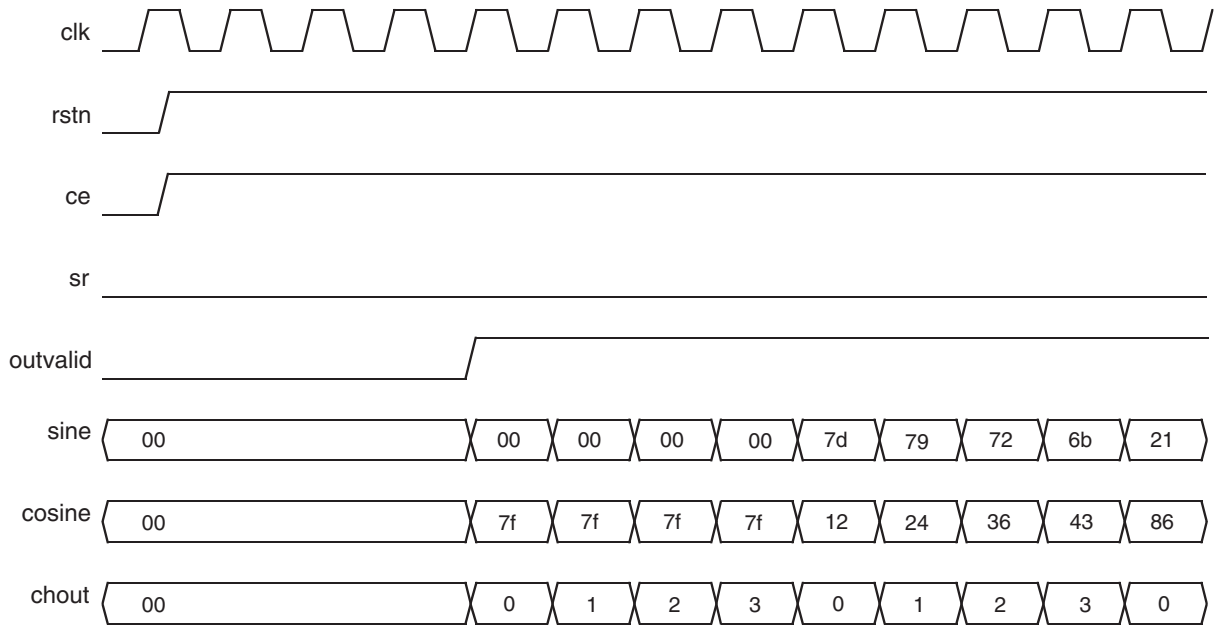 clk
rstn
ce
sr
outvalid
sine 00 00 00 00 00 7d 79 72 6b 21
cosine 00 7f 7f 7f 7f 12 24 36 43 86
chout 00 0 1 2 3 0 1 2 3 0